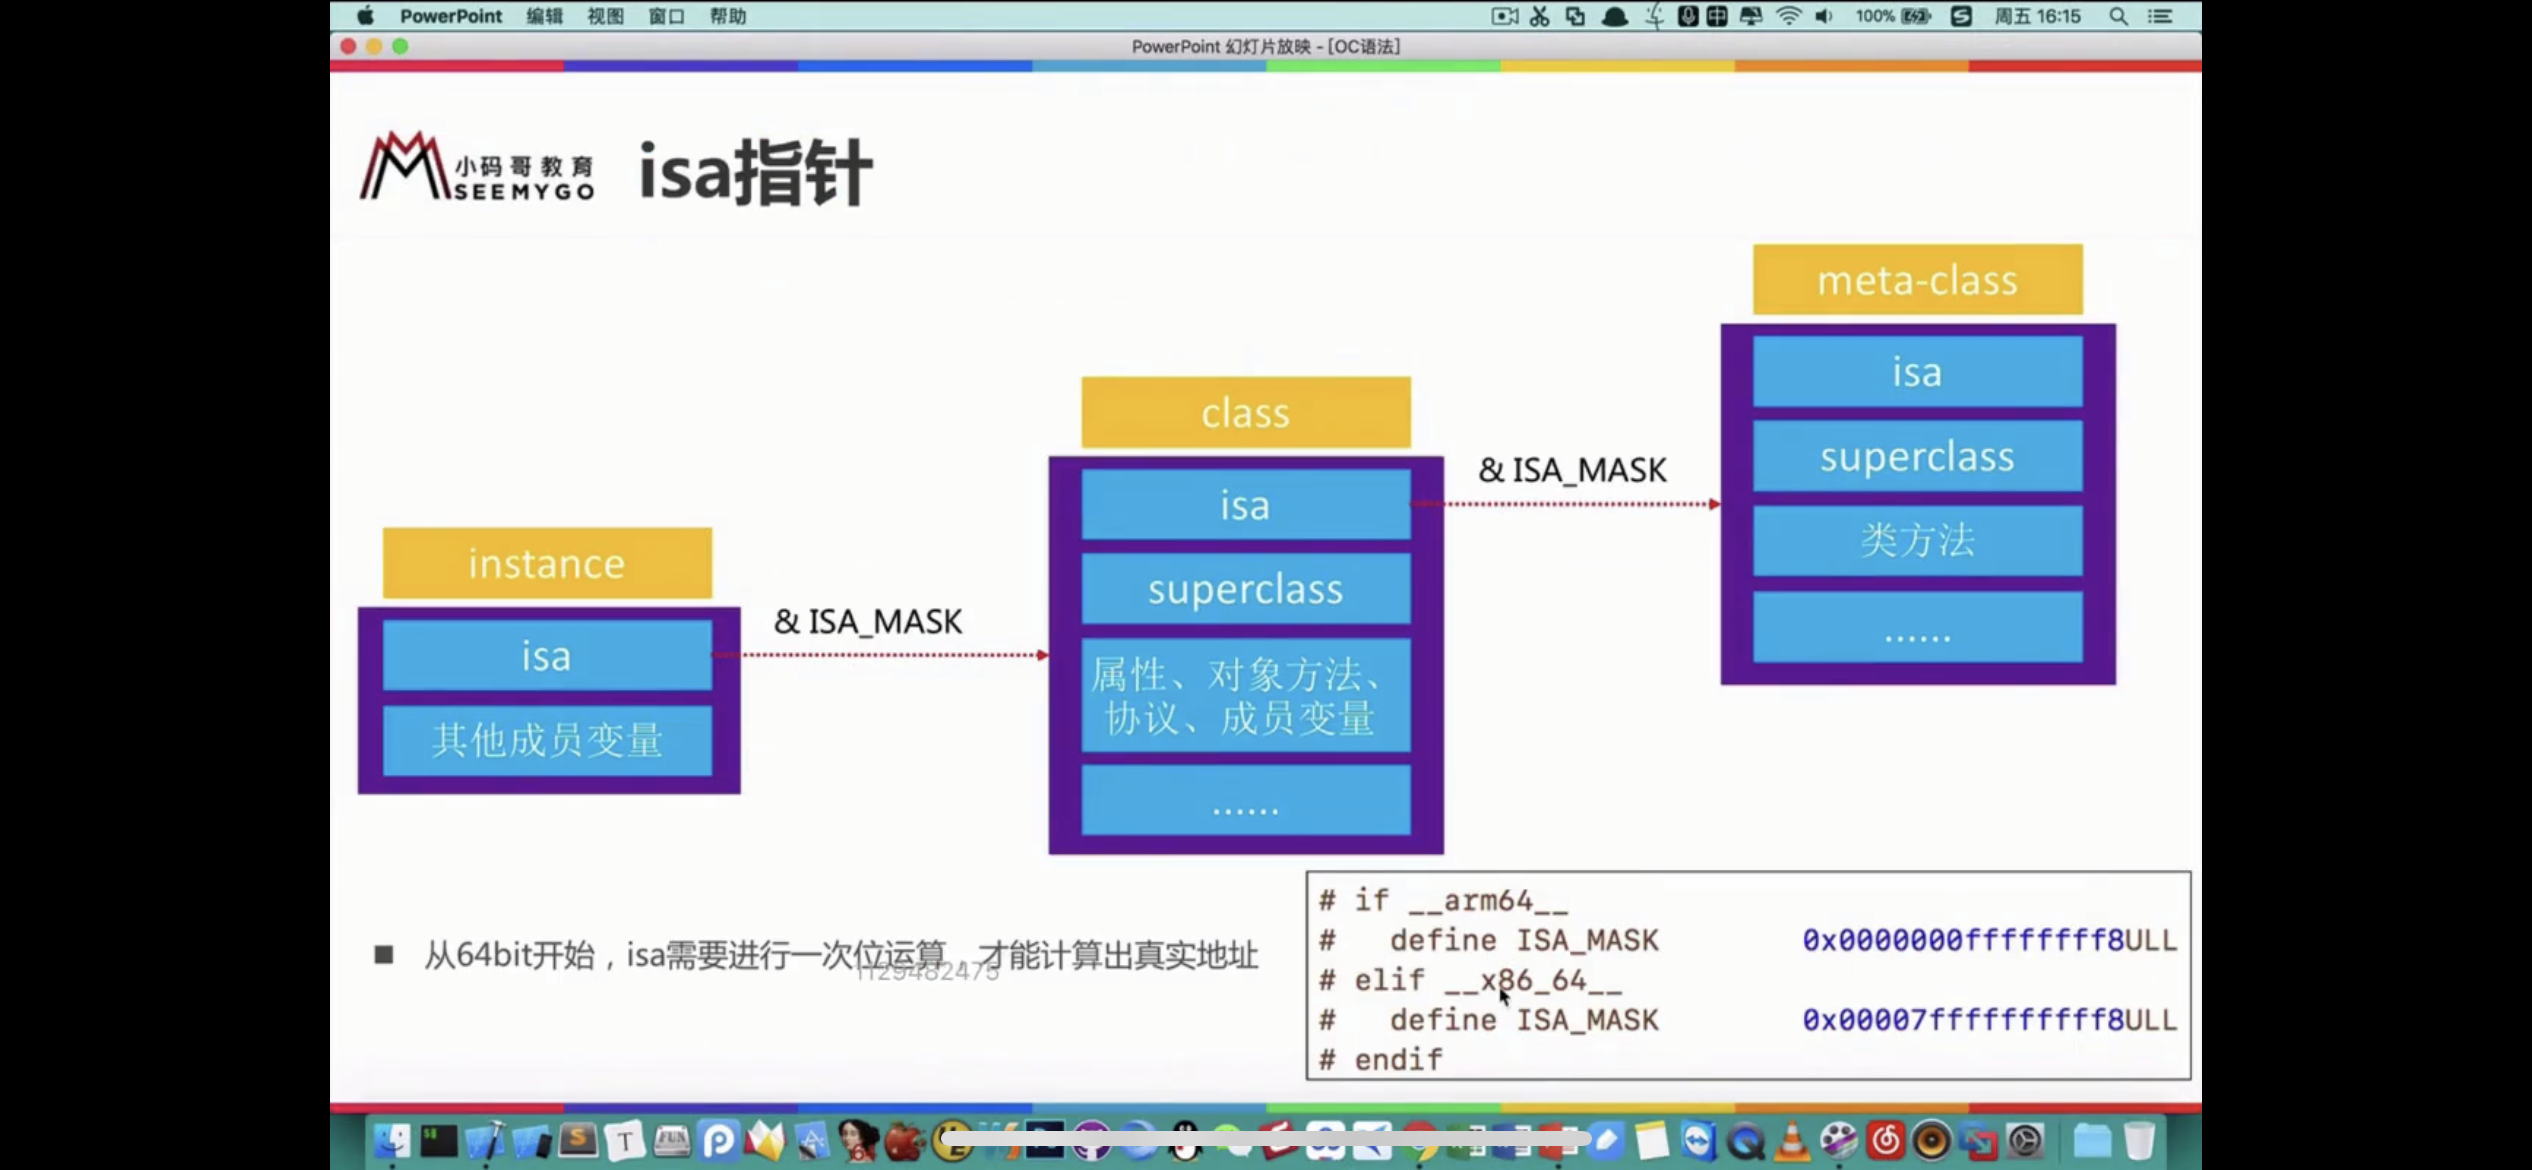 PowerPoint 编辑 视图 窗口 帮助 100% 周五 16:15
PowerPoint 幻灯片放映 - [OC语法]
小码哥教育
SEEMYGO
isa指针
meta-class
isa
superclass
类方法
......
class
isa
superclass
属性、对象方法、
协议、成员变量
......
& ISA_MASK
instance
isa
其他成员变量
& ISA_MASK
■ 从64bit开始，isa需要进行一次位运算，才能计算出真实地址
1129482475
# if __arm64__
# define ISA_MASK 0x0000000ffffffff8ULL
# elif __x86_64__
# define ISA_MASK 0x00007ffffffffff8ULL
# endif